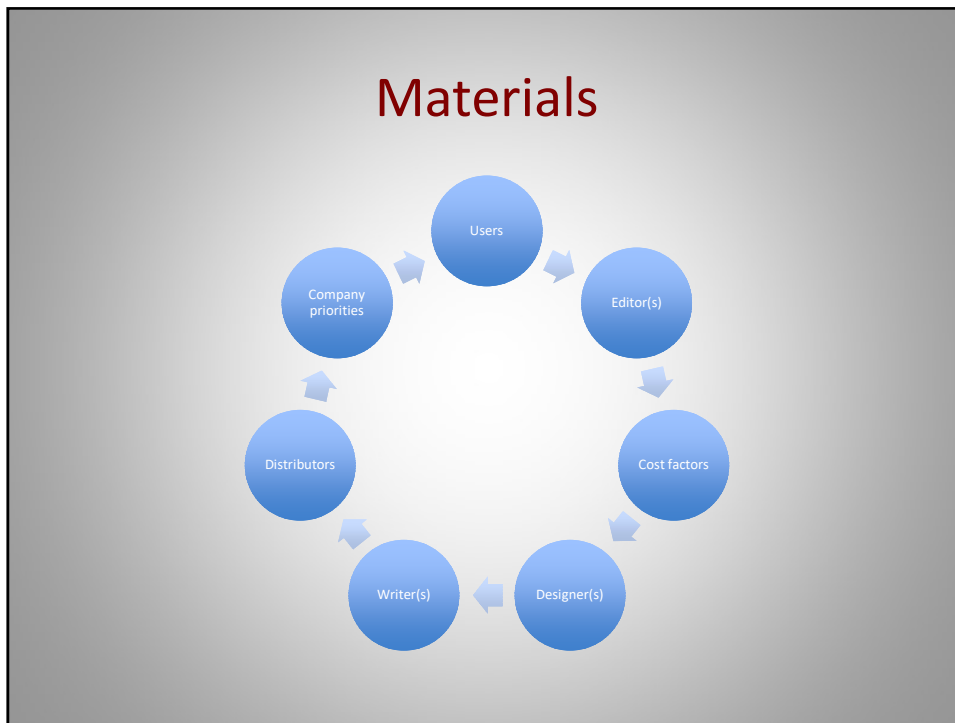 Materials
Users
Editor(s)
Cost factors
Designer(s)
Writer(s)
Distributors
Company
priorities